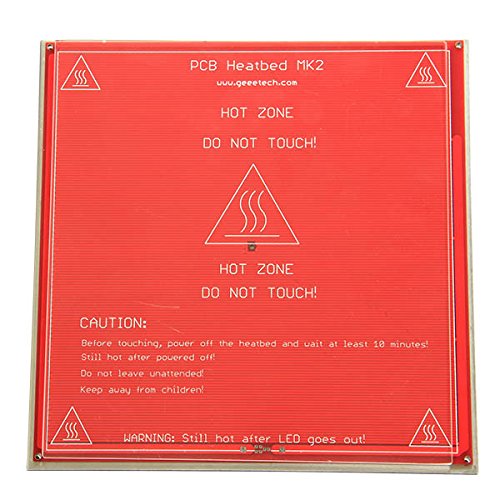 PCB Heatbed MK2
www.geeetech.com
HOT ZONE
DO NOT TOUCH!
HOT ZONE
DO NOT TOUCH!
CAUTION:
Before touching, power off the heatbed and wait at least 10 minutes!
Still hot after powered off!
Do not leave unattended!
Keep away from children!
WARNING: Still hot after LED goes out!